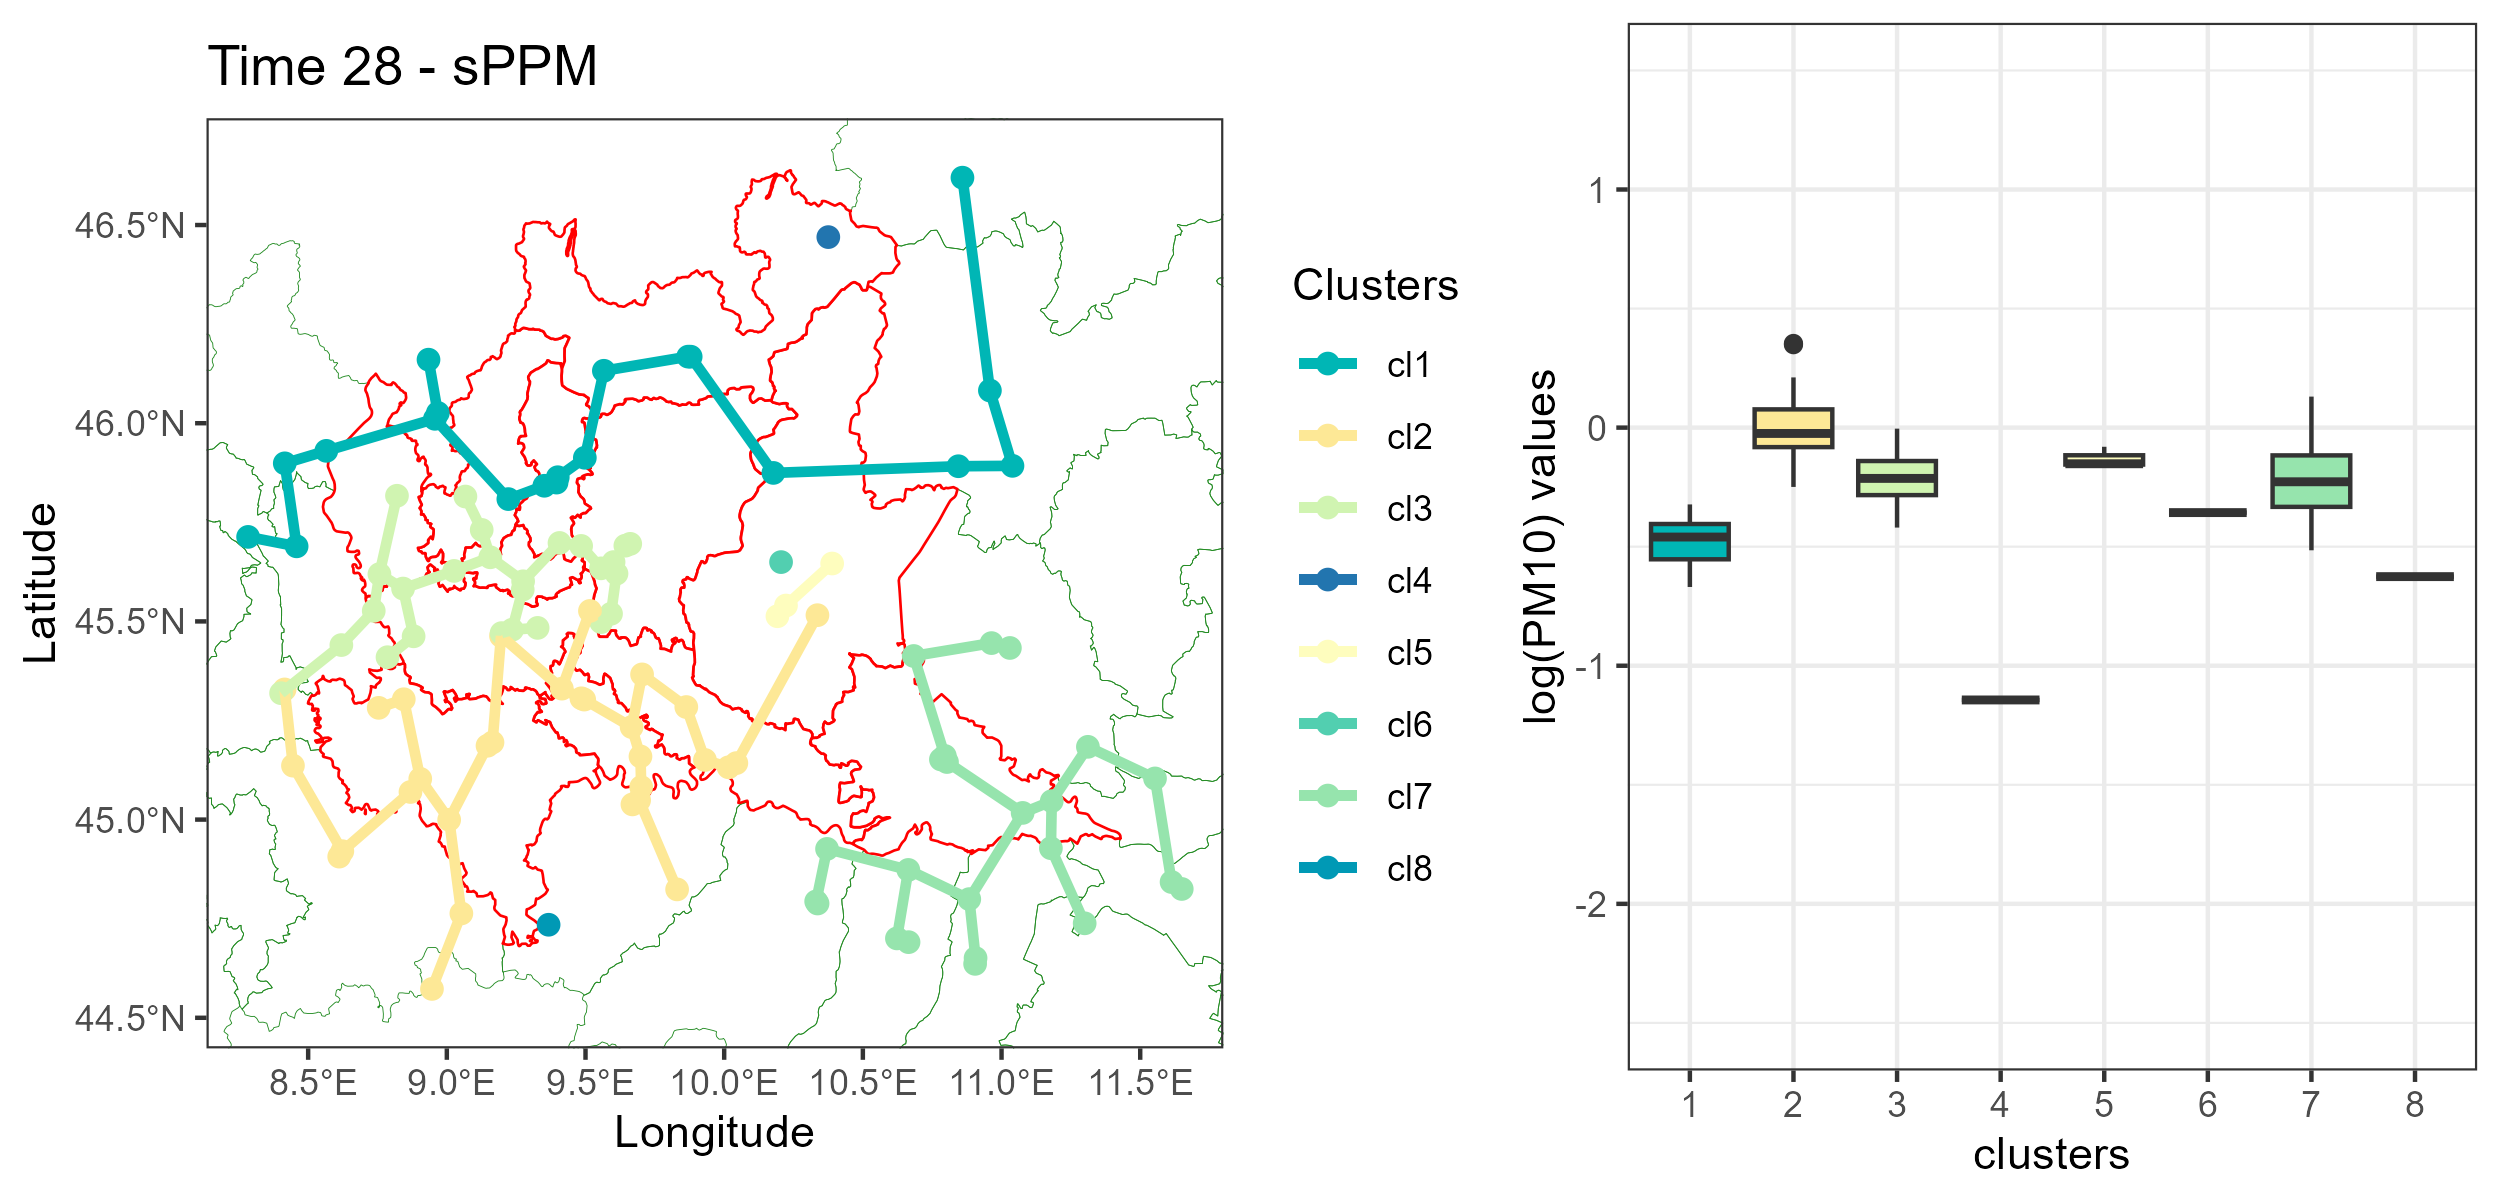 Time 28 - sPPM
46.5°N
46.0°N
45.5°N
45.0°N
44.5°N
Latitude
8.5°E 9.0°E 9.5°E 10.0°E 10.5°E 11.0°E 11.5°E
Longitude
Clusters
cl1
cl2
cl3
cl4
cl5
cl6
cl7
cl8
1
0
-1
-2
log(PM10) values
1 2 3 4 5 6 7 8
clusters